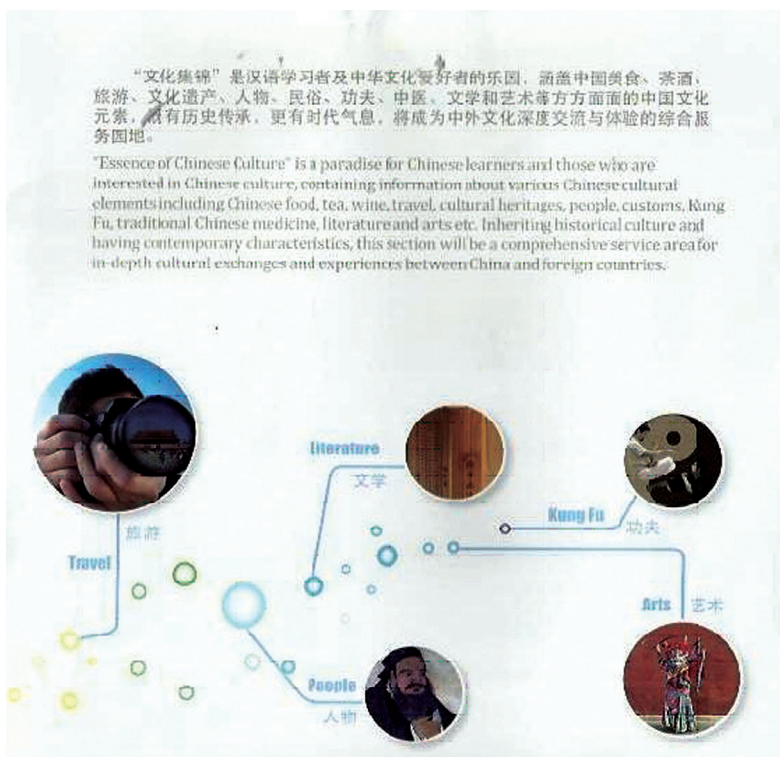 “文化集锦”是汉语学习者及中华文化爱好者的乐园，涵盖中国美食、茶酒、
旅游、文化遗产、人物、民俗、功夫、中医、文学和艺术等方方面面的中国文化
元素，既有历史传承，更有时代气息，将成为中外文化深度交流与体验的综合服
务园地。
"Essence of Chinese Culture" is a paradise for Chinese learners and those who are
interested in Chinese culture, containing information about various Chinese cultural
elements including Chinese food, tea, wine, travel, cultural heritages, people, customs, Kung
Fu, traditional Chinese medicine, literature and arts etc. Inheriting historical culture and
having contemporary characteristics, this section will be a comprehensive service area for
in-depth cultural exchanges and experiences between China and foreign countries.
Literature
文学
Kung Fu
功夫
旅游
Travel
Arts 艺术
People
人物